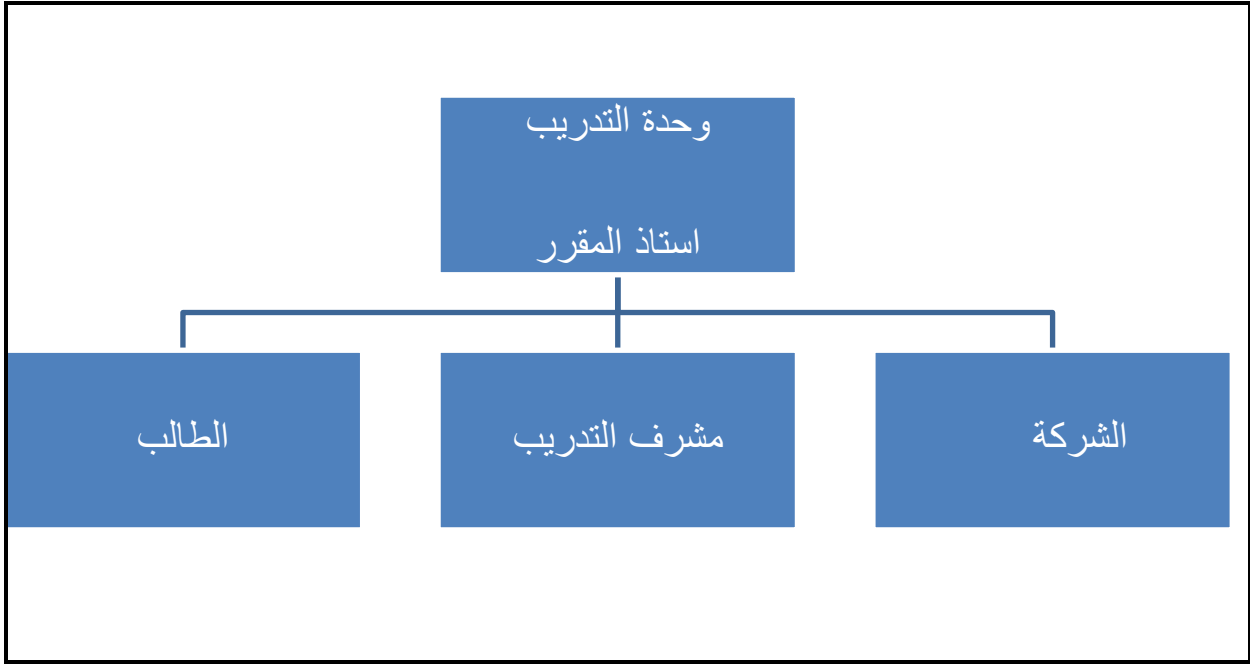 وحدة التدريب
استاذ المقرر
الشركة
مشرف التدريب
الطالب